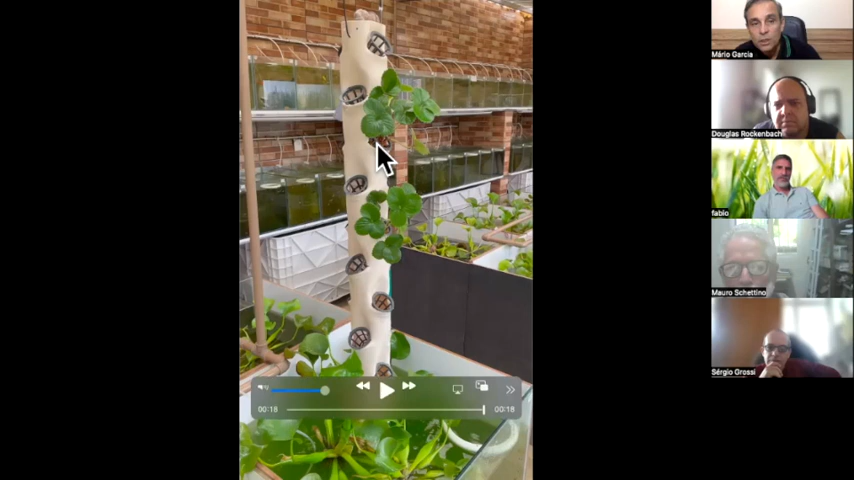 Mário Garcia
Douglas Rockenbach
fabio
Mauro Schettino
Sérgio Grossi
00:18
00:18